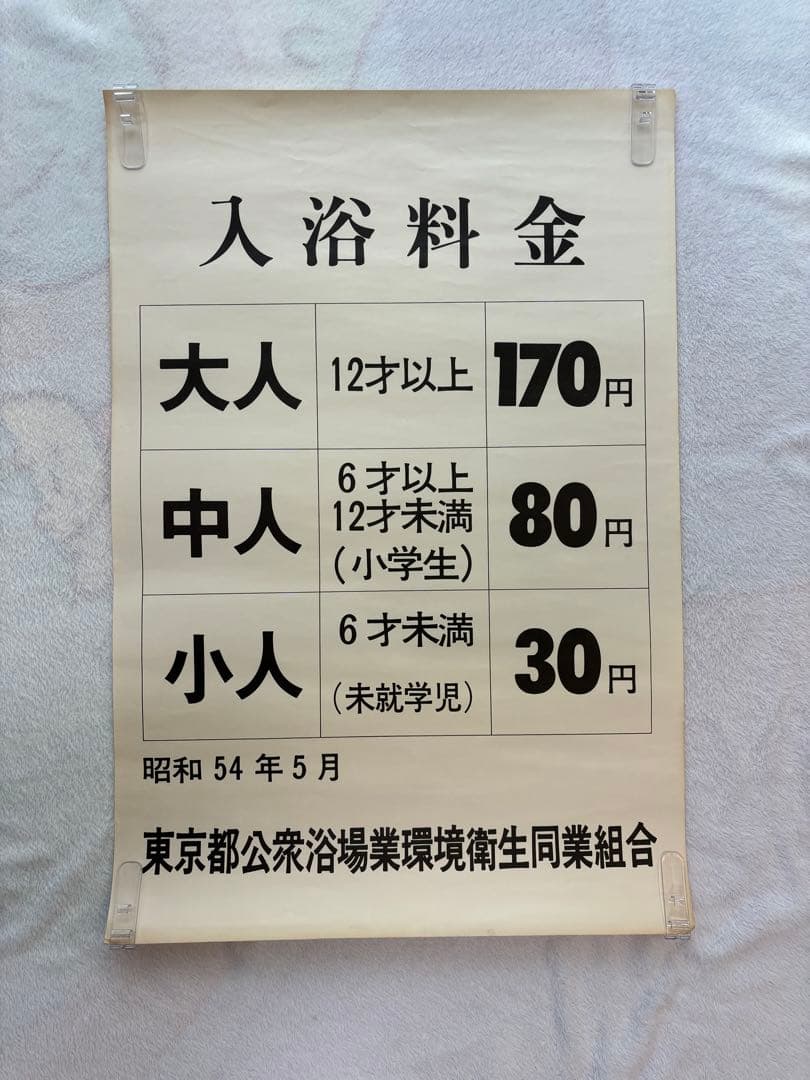 入浴料金
大人 12才以上 170円
中人 6才以上
12才未満
(小学生) 80円
小人 6才未満
(未就学児) 30円
昭和54年5月
東京都公衆浴場業環境衛生同業組合